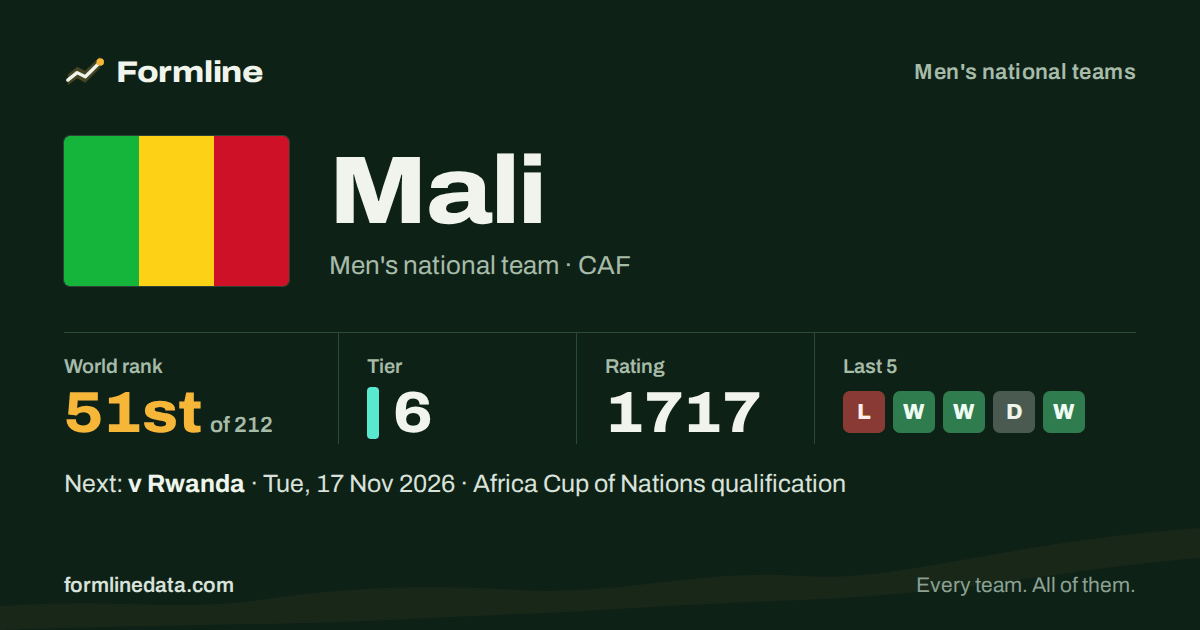 Formline
Men's national teams
Mali
Men's national team · CAF
World rank
51st of 212
Tier
6
Rating
1717
Last 5
L W W D W
Next: v Rwanda · Tue, 17 Nov 2026 · Africa Cup of Nations qualification
formlinedata.com
Every team. All of them.